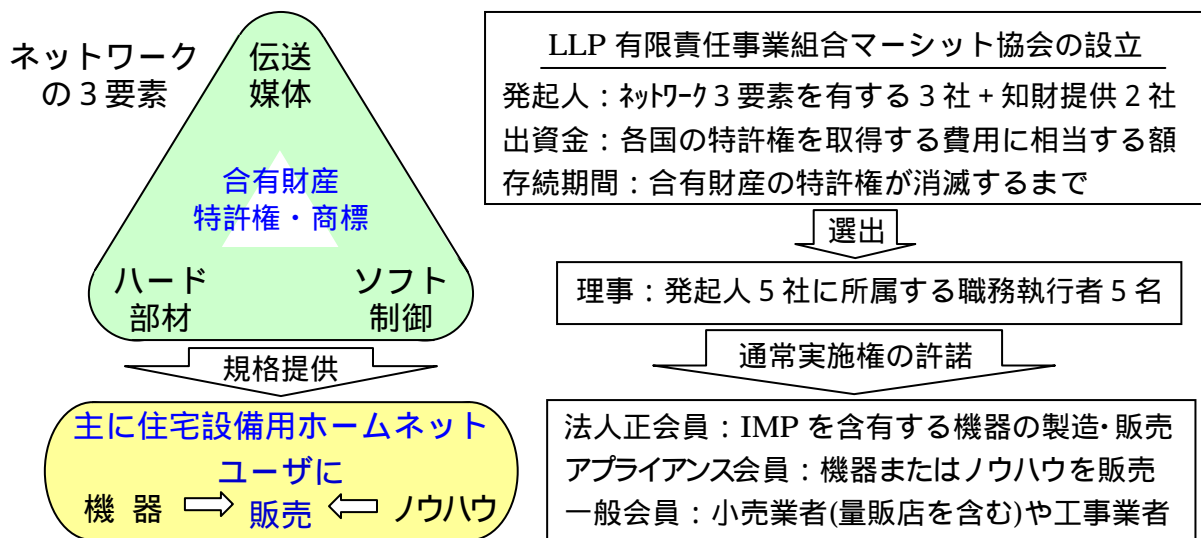 ネットワーク
の3要素
伝送
媒体
合有財産
特許権・商標
ハード
部材
ソフト
制御
規格提供
主に住宅設備用ホームネット
ユーザに
販売
機 器
ノウハウ
LLP 有限責任事業組合マーシット協会の設立
発起人：ﾈｯﾄﾜｰｸ3要素を有する3社+知財提供2社
出資金：各国の特許権を取得する費用に相当する額
存続期間：合有財産の特許権が消滅するまで
選出
理事：発起人5社に所属する職務執行者5名
通常実施権の許諾
法人正会員：IMPを含有する機器の製造･販売
アプライアンス会員：機器またはノウハウを販売
一般会員：小売業者(量販店を含む)や工事業者